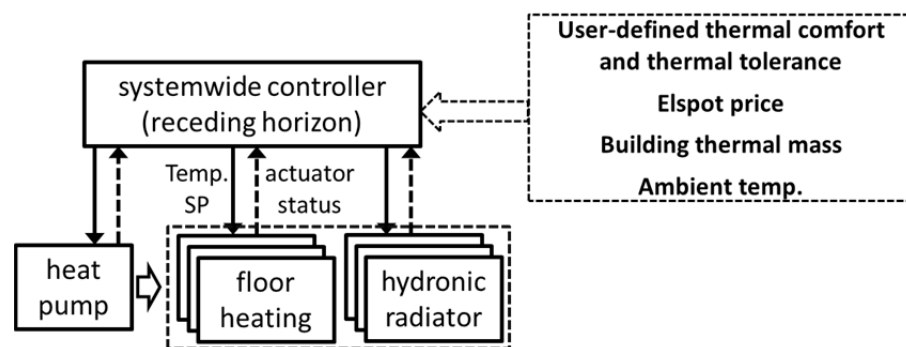 User-defined thermal comfort
and thermal tolerance
Elspot price
Building thermal mass
Ambient temp.
systemwide controller
(receding horizon)
Temp.
SP
actuator
status
heat
pump
floor
heating
hydronic
radiator